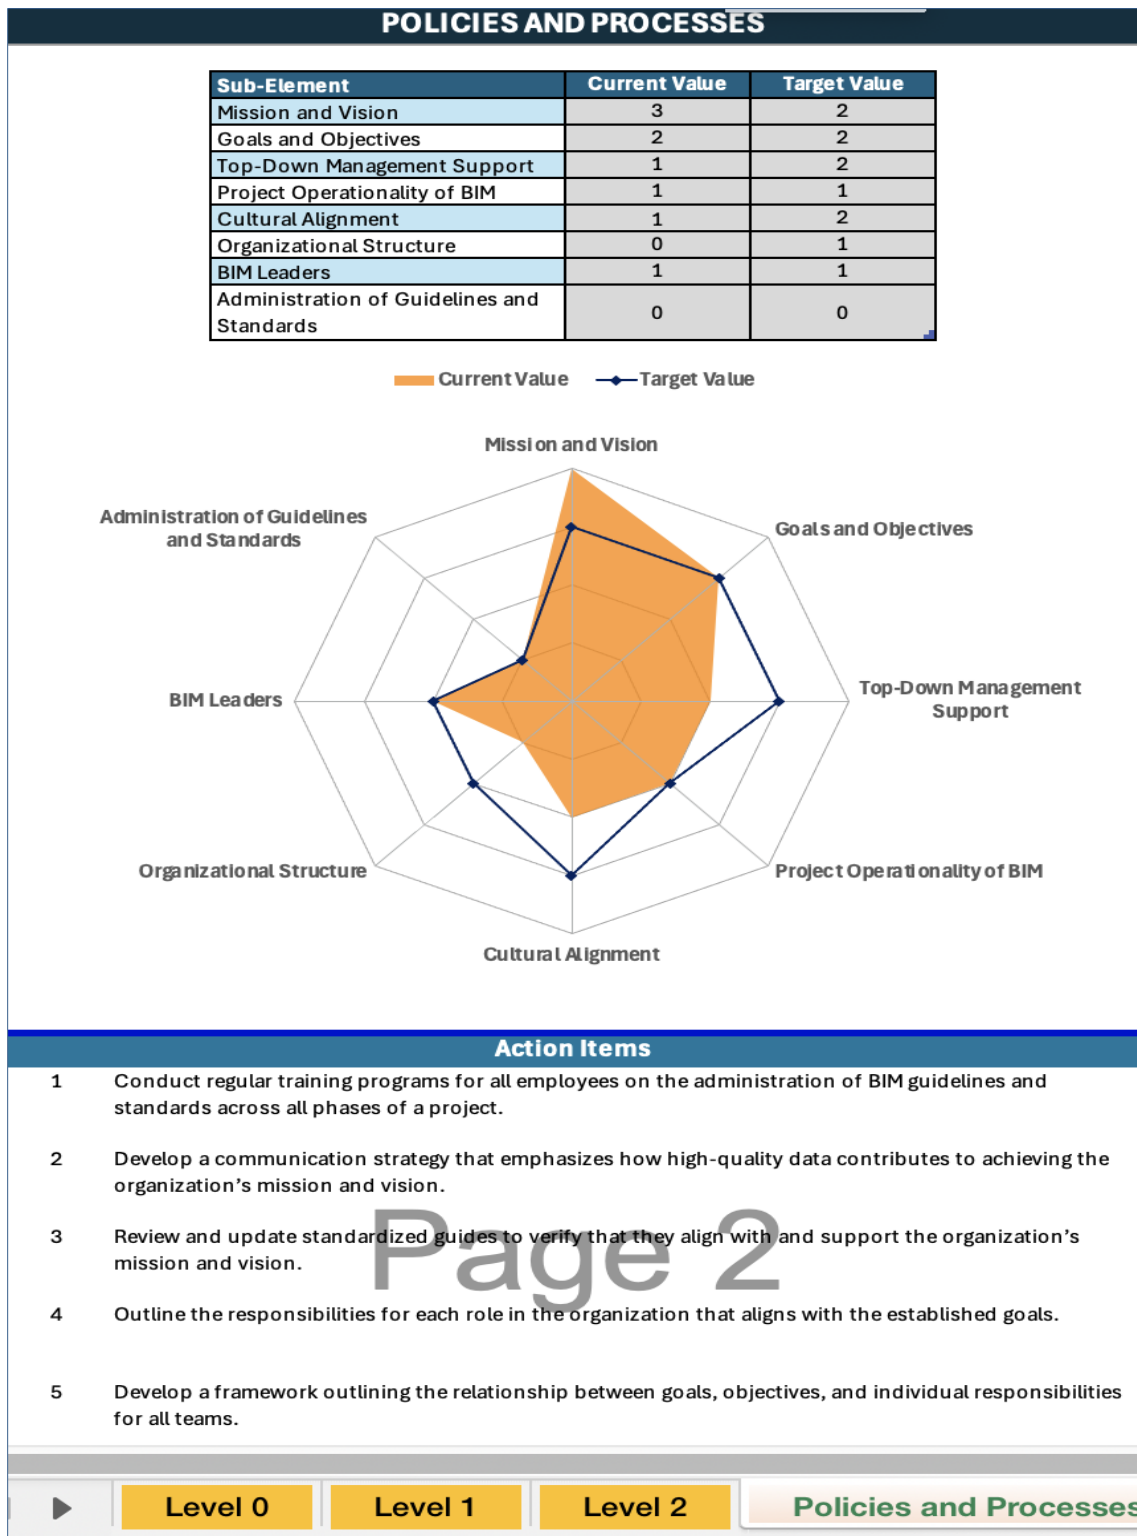 POLICIES AND PROCESSES
Sub-Element Current Value Target Value
Mission and Vision 3 2
Goals and Objectives 2 2
Top-Down Management Support 1 2
Project Operationality of BIM 1 1
Cultural Alignment 1 2
Organizational Structure 0 1
BIM Leaders 1 1
Administration of Guidelines and
Standards 0 0
Current Value Target Value
Mission and Vision
Administration of Guidelines
and Standards
Goals and Objectives
BIM Leaders
Top-Down Management
Support
Organizational Structure
Project Operationality of BIM
Cultural Alignment
Action Items
1 Conduct regular training programs for all employees on the administration of BIM guidelines and
standards across all phases of a project.
2 Develop a communication strategy that emphasizes how high-quality data contributes to achieving the
organization's mission and vision.
Page 2
3 Review and update standardized guides to verify that they align with and support the organization's
mission and vision.
4 Outline the responsibilities for each role in the organization that aligns with the established goals.
5 Develop a framework outlining the relationship between goals, objectives, and individual responsibilities
for all teams.
Level 0 Level 1 Level 2 Policies and Processes